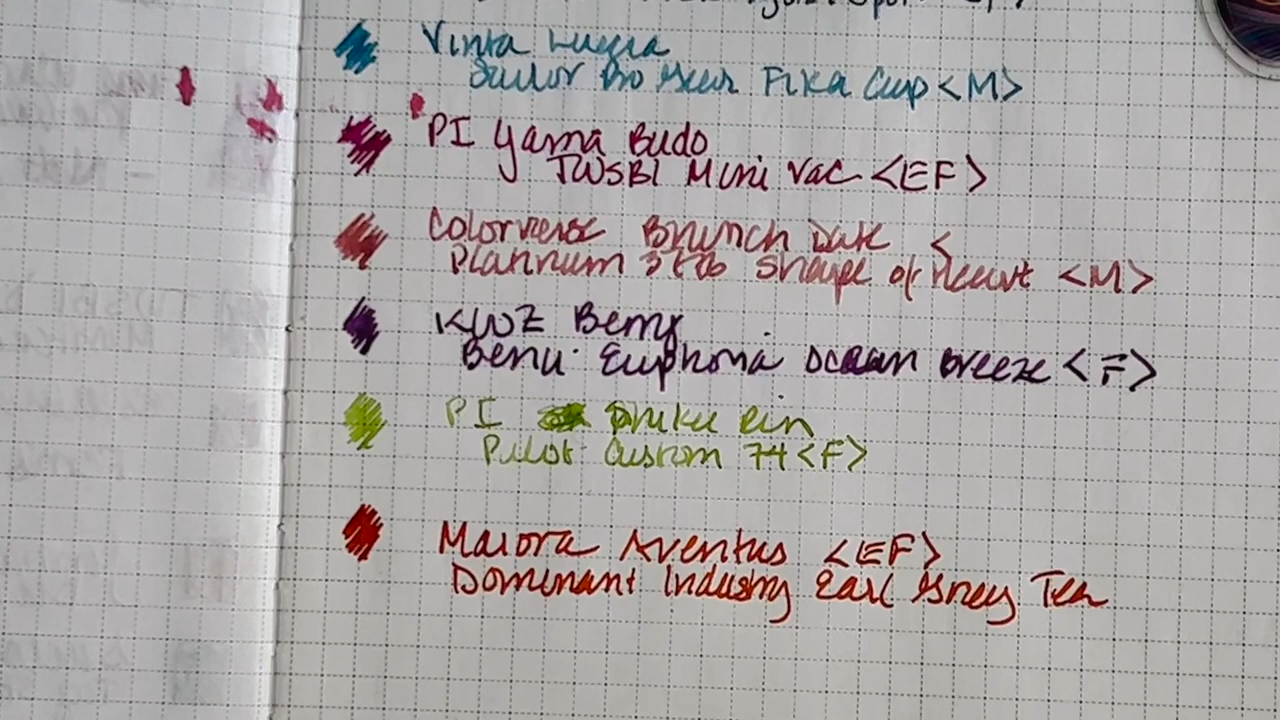 Vinta Lucia
Sailor Pro Gear Fika Cup <M>
PI Yama Budo
TWSBI Mini Vac <EF>
Colorverse Brunch Date <
Platinum 3776 Shape of Heart <M>
KWZ Berry
Benu Euphoria Ocean Breeze <F>
PI Chiku Rin
Pilot Custom 74 <F>
Maiora Aventus <EF>
Dominant Industry Earl Grey Tea